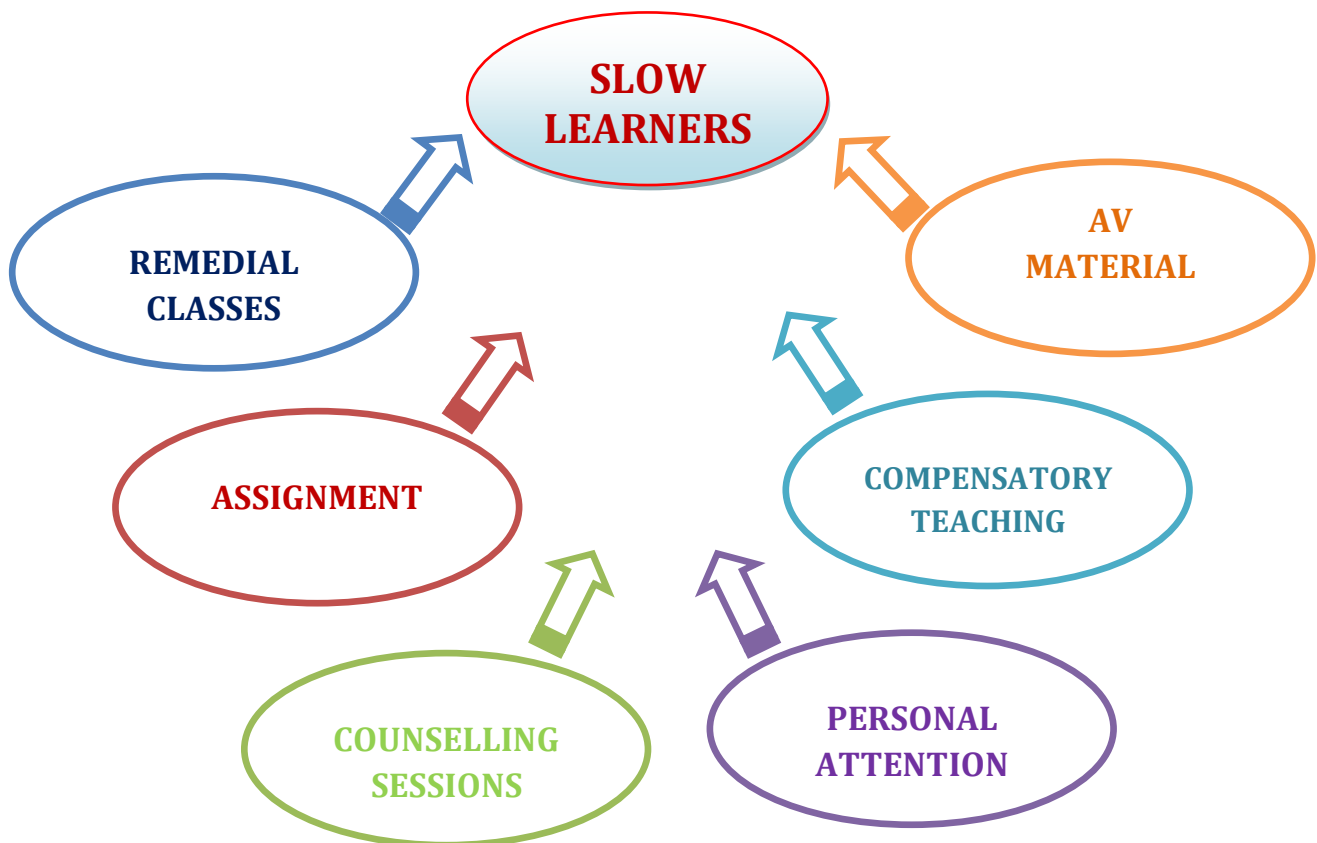 SLOW
LEARNERS
REMEDIAL
CLASSES
AV
MATERIAL
ASSIGNMENT
COMPENSATORY
TEACHING
COUNSELLING
SESSIONS
PERSONAL
ATTENTION